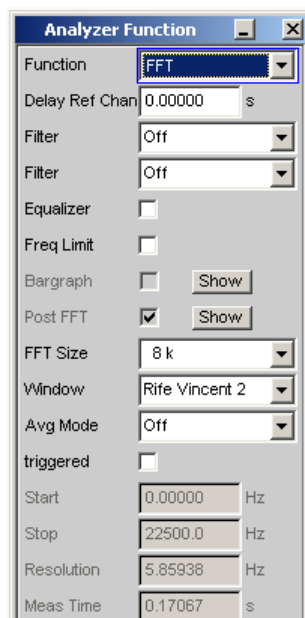 Analyzer Function
Function FFT
Delay Ref Chan 0.00000 s
Filter Off
Filter Off
Equalizer
Freq Limit
Bargraph Show
Post FFT Show
FFT Size 8 k
Window Rife Vincent 2
Avg Mode Off
triggered
Start 0.00000 Hz
Stop 22500.0 Hz
Resolution 5.85938 Hz
Meas Time 0.17067 s